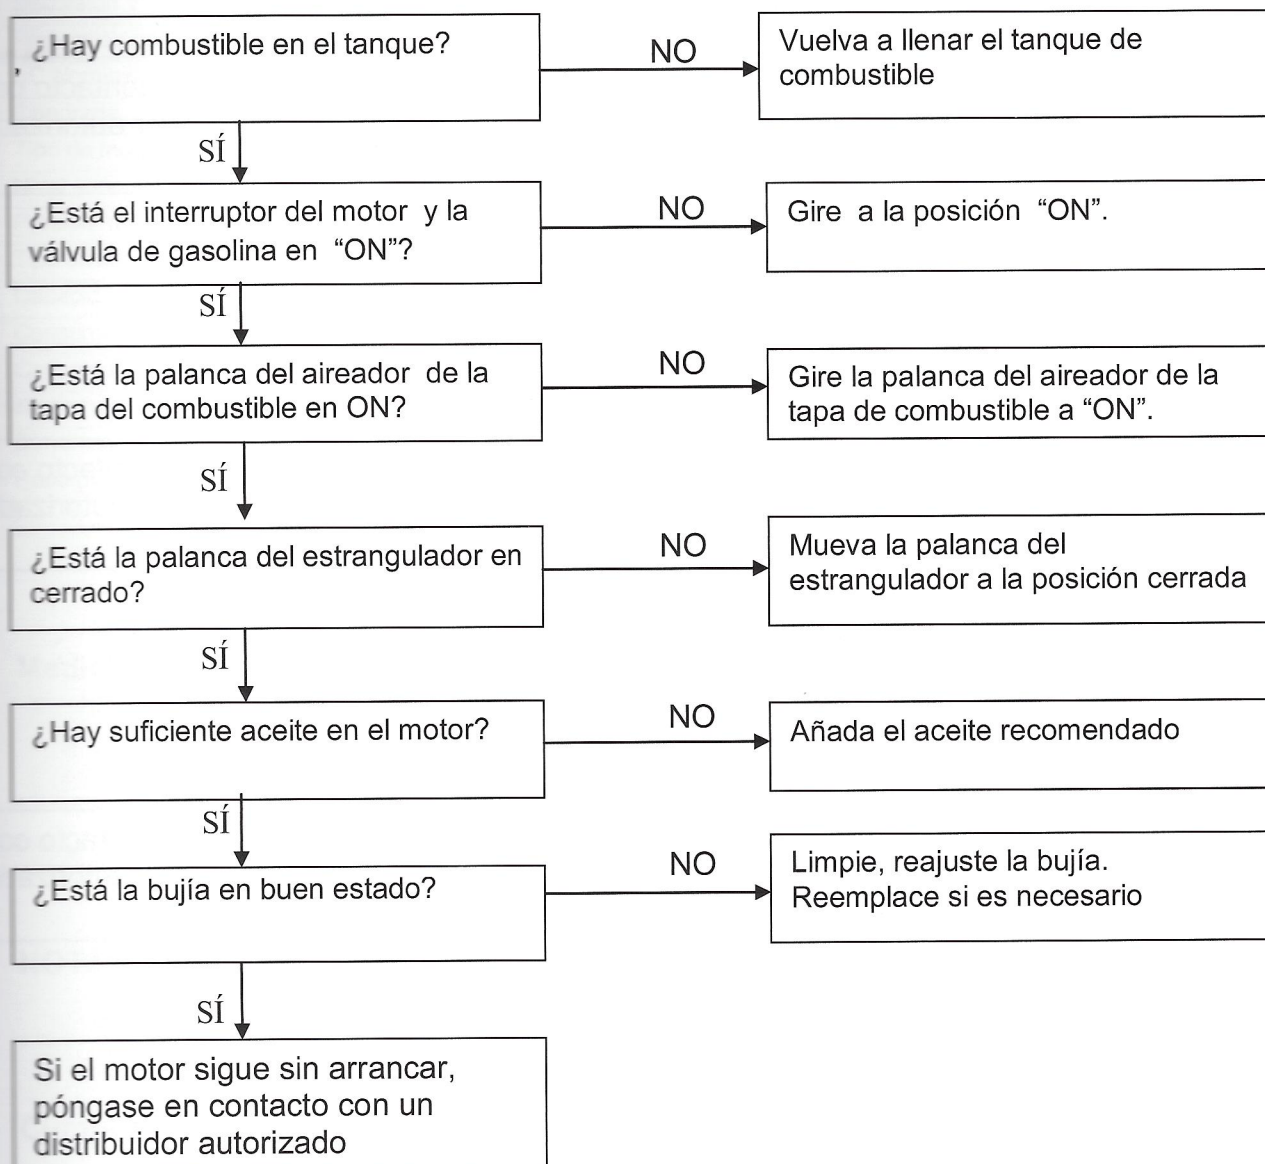 ¿Hay combustible en el tanque?
NO
Vuelva a llenar el tanque de
combustible
SÍ
¿Está el interruptor del motor y la
válvula de gasolina en “ON”?
NO
Gire a la posición “ON”.
SÍ
¿Está la palanca del aireador de la
tapa del combustible en ON?
NO
Gire la palanca del aireador de la
tapa de combustible a “ON”.
SÍ
¿Está la palanca del estrangulador en
cerrado?
NO
Mueva la palanca del
estrangulador a la posición cerrada
SÍ
¿Hay suficiente aceite en el motor?
NO
Añada el aceite recomendado
SÍ
¿Está la bujía en buen estado?
NO
Limpie, reajuste la bujía.
Reemplace si es necesario
SÍ
Si el motor sigue sin arrancar,
póngase en contacto con un
distribuidor autorizado